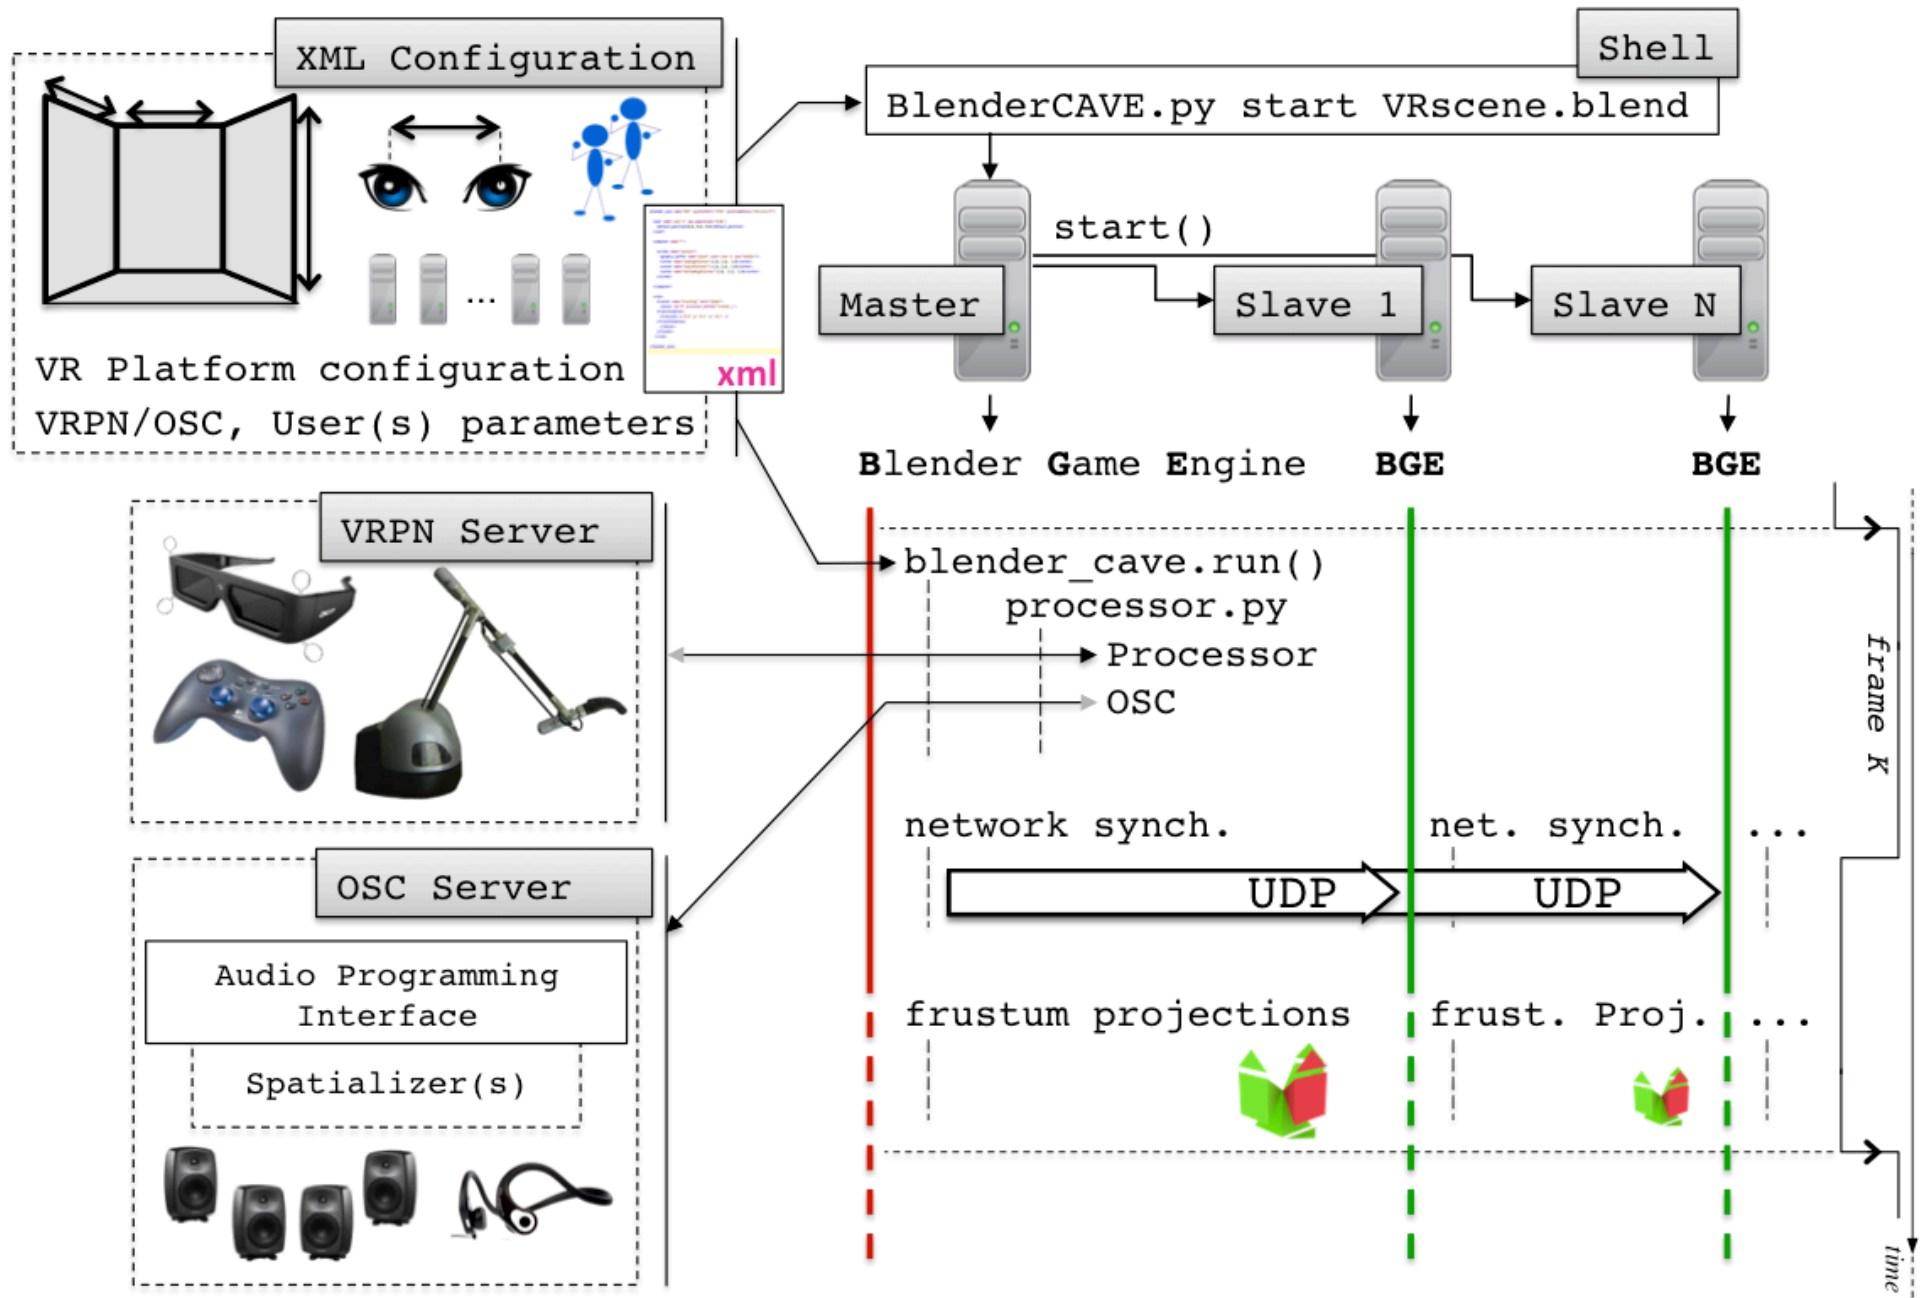 XML Configuration
VR Platform configuration
VRPN/OSC, User(s) parameters
...
xml
Shell
BlenderCAVE.py start VRscene.blend
start()
Master
Slave 1
Slave N
Blender Game Engine
BGE
BGE
VRPN Server
blender_cave.run()
processor.py
Processor
OSC
frame K
network synch.
net. synch.
...
UDP
UDP
OSC Server
Audio Programming
Interface
Spatializer(s)
frustum projections
frust. Proj.
...
time